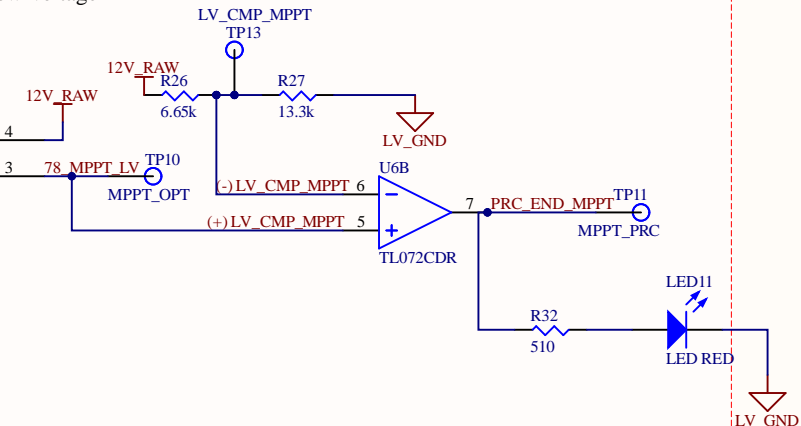 LV_CMP_MPPT
TP13
12V_RAW
R26
R27
6.65k
13.3k
12V_RAW
LV_GND
4
3
78_MPPT_LV
TP10
MPPT_OPT
U6B
(-) LV_CMP_MPPT 6
(+) LV_CMP_MPPT 5
7
PRC_END_MPPT
TP11
MPPT_PRC
TL072CDR
LED11
R32
510
LED RED
LV_GND